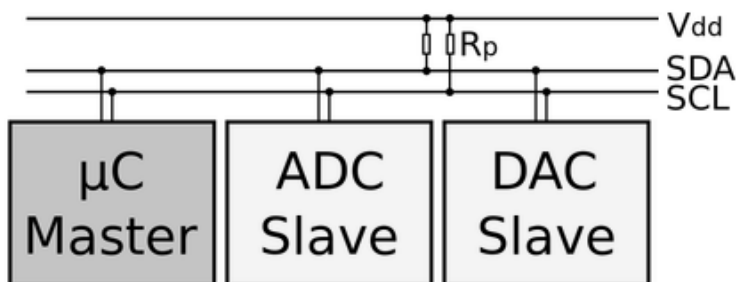 Vdd
Rp
SDA
SCL
µC
Master
ADC
Slave
DAC
Slave